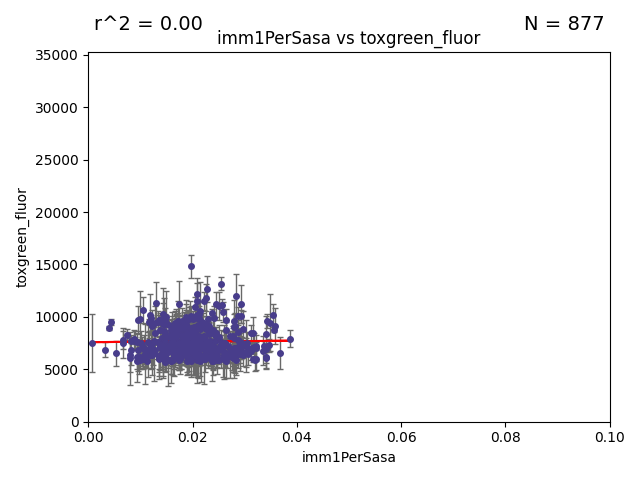 r^2 = 0.00
N = 877
imm1PerSasa vs toxgreen_fluor
35000
30000
25000
20000
15000
10000
5000
0
toxgreen_fluor
0.00
0.02
0.04
0.06
0.08
0.10
imm1PerSasa